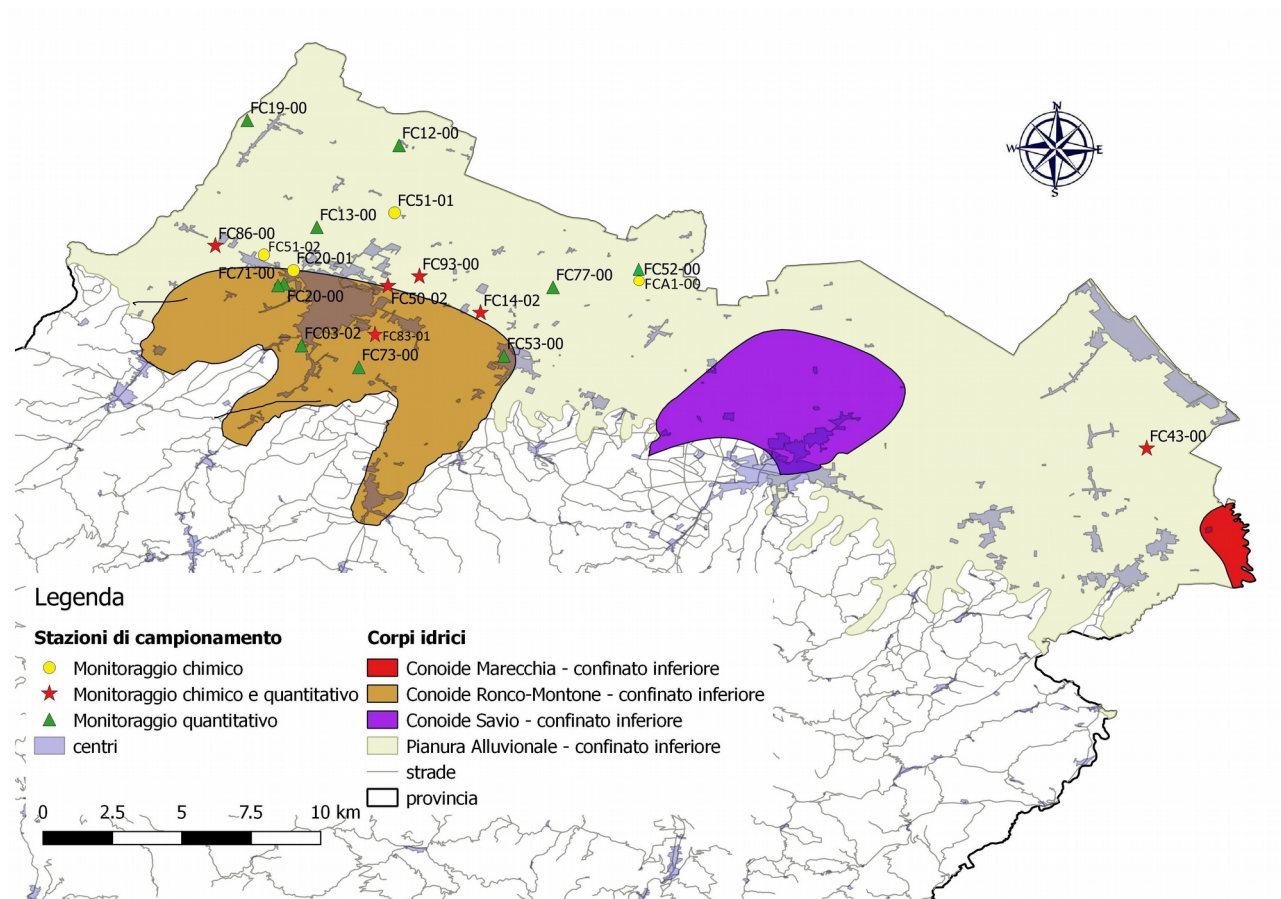 FC19-00
FC12-00
N
W
E
S
FC51-01
FC13-00
FC86-00
FC51-02
FC20-01
FC93-00
FC71-00
FC77-00
FC52-00
FCA1-00
FC20-00
FC50-02
FC14-02
FC03-02
FC83-01
FC53-00
FC73-00
FC43-00
Legenda
Stazioni di campionamento
Monitoraggio chimico
Monitoraggio chimico e quantitativo
Monitoraggio quantitativo
centri
Corpi idrici
Conoide Marecchia - confinato inferiore
Conoide Ronco-Montone - confinato inferiore
Conoide Savio - confinato inferiore
Pianura Alluvionale - confinato inferiore
strade
provincia
0 2.5 5 7.5 10 km